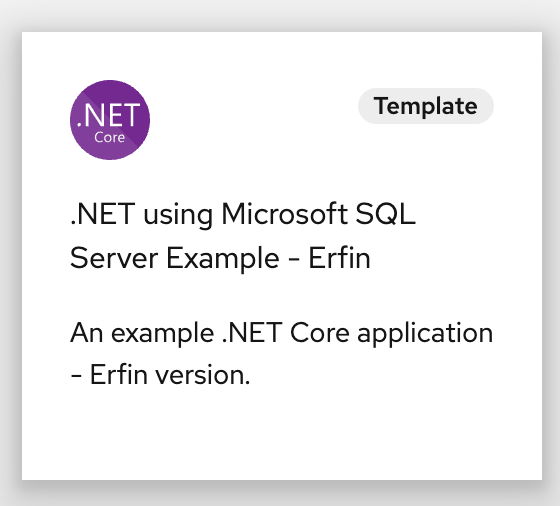 .NET
Core
Template
.NET using Microsoft SQL
Server Example - Erfin
An example .NET Core application
- Erfin version.